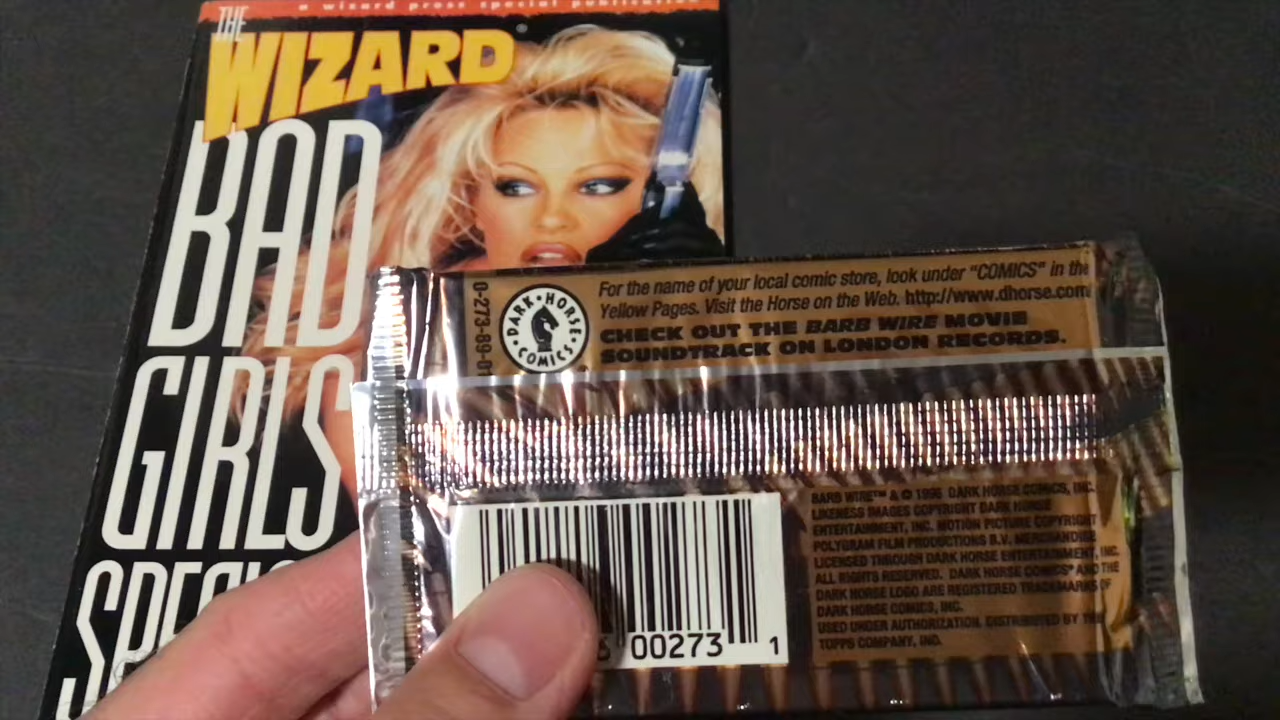 a wizard press special publication
THE
WIZARD
BAD
GIRLS
SPECIAL
0-273-89-01
DARK HORSE COMICS
For the name of your local comic store, look under "COMICS" in the
Yellow Pages. Visit the Horse on the Web. http://www.dhorse.com
CHECK OUT THE BARB WIRE MOVIE
SOUNDTRACK ON LONDON RECORDS.
00273 1
BARB WIRE™ & © 1996 DARK HORSE COMICS, INC.
LIKENESS IMAGES COPYRIGHT DARK HORSE
ENTERTAINMENT, INC. MOTION PICTURE COPYRIGHT
POLYGRAM FILM PRODUCTIONS B.V. MERCHANDISE
LICENSED THROUGH DARK HORSE ENTERTAINMENT, INC.
ALL RIGHTS RESERVED. DARK HORSE COMICS® AND THE
DARK HORSE LOGO ARE REGISTERED TRADEMARKS OF
DARK HORSE COMICS, INC.
USED UNDER AUTHORIZATION. DISTRIBUTED BY THE
TOPPS COMPANY, INC.